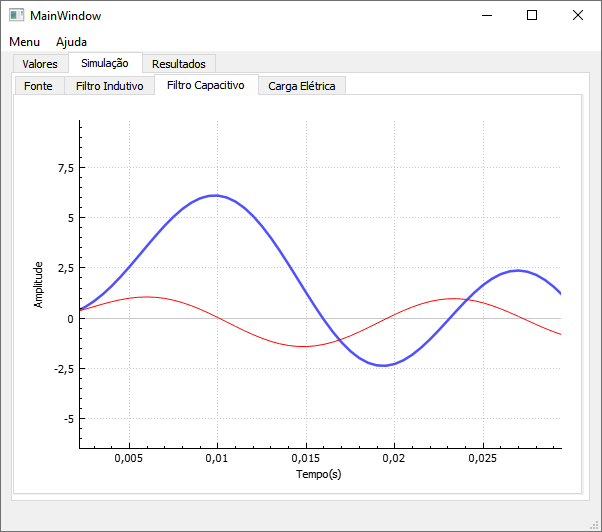 MainWindow
Menu Ajuda
Valores Simulação Resultados
Fonte Filtro Indutivo Filtro Capacitivo Carga Elétrica
7,5
5
2,5
0
-2,5
-5
Amplitude
0,005 0,01 0,015 0,02 0,025
Tempo(s)